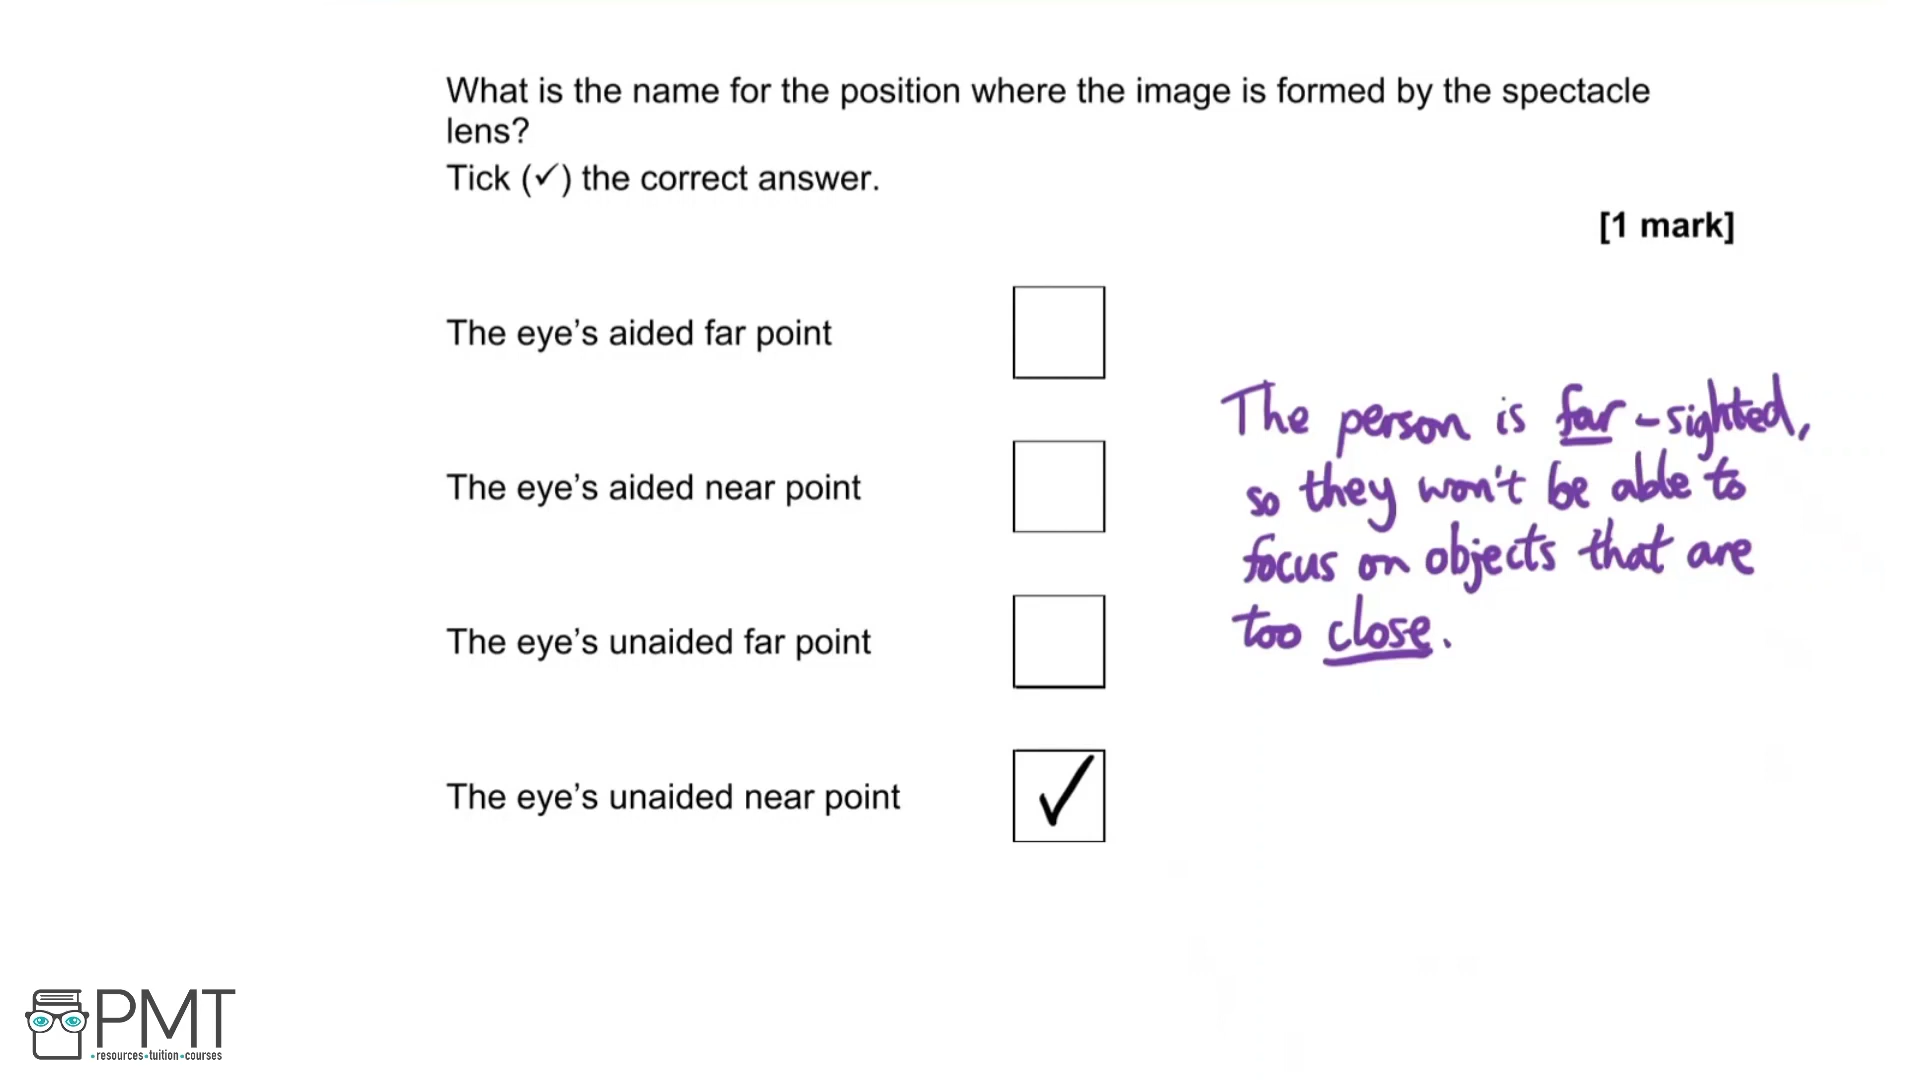 What is the name for the position where the image is formed by the spectacle
lens?
Tick (✓) the correct answer.
[1 mark]
The eye’s aided far point
The eye’s aided near point
The eye’s unaided far point
The eye’s unaided near point ✓
The person is far-sighted,
so they won't be able to
focus on objects that are
too close.
PMT
•resources•tuition•courses